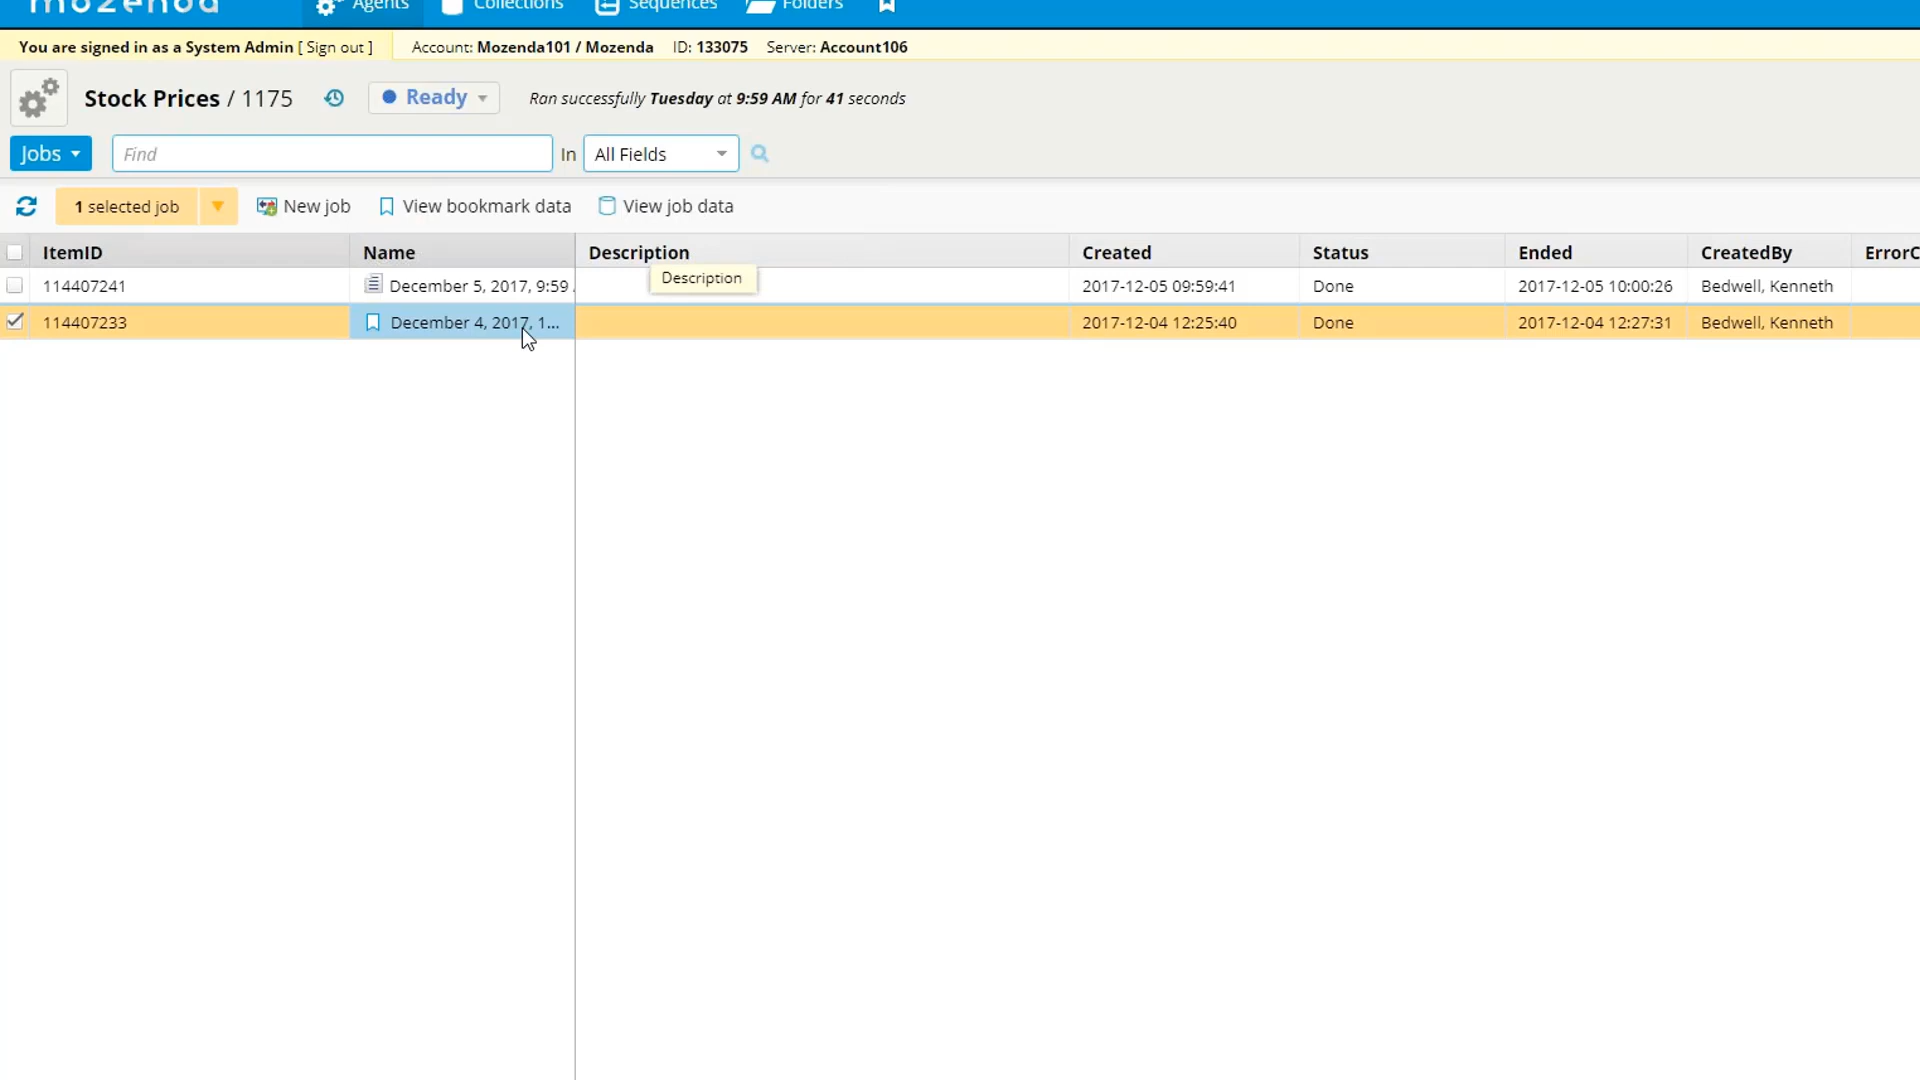 mozenda Agents Collections Sequences Folders
You are signed in as a System Admin [ Sign out ] Account: Mozenda101 / Mozenda ID: 133075 Server: Account106
Stock Prices / 1175 Ready Ran successfully Tuesday at 9:59 AM for 41 seconds
Jobs Find In All Fields
1 selected job New job View bookmark data View job data
ItemID Name Description Created Status Ended CreatedBy ErrorC
Description
114407241 December 5, 2017, 9:59 2017-12-05 09:59:41 Done 2017-12-05 10:00:26 Bedwell, Kenneth
114407233 December 4, 2017, 1... 2017-12-04 12:25:40 Done 2017-12-04 12:27:31 Bedwell, Kenneth